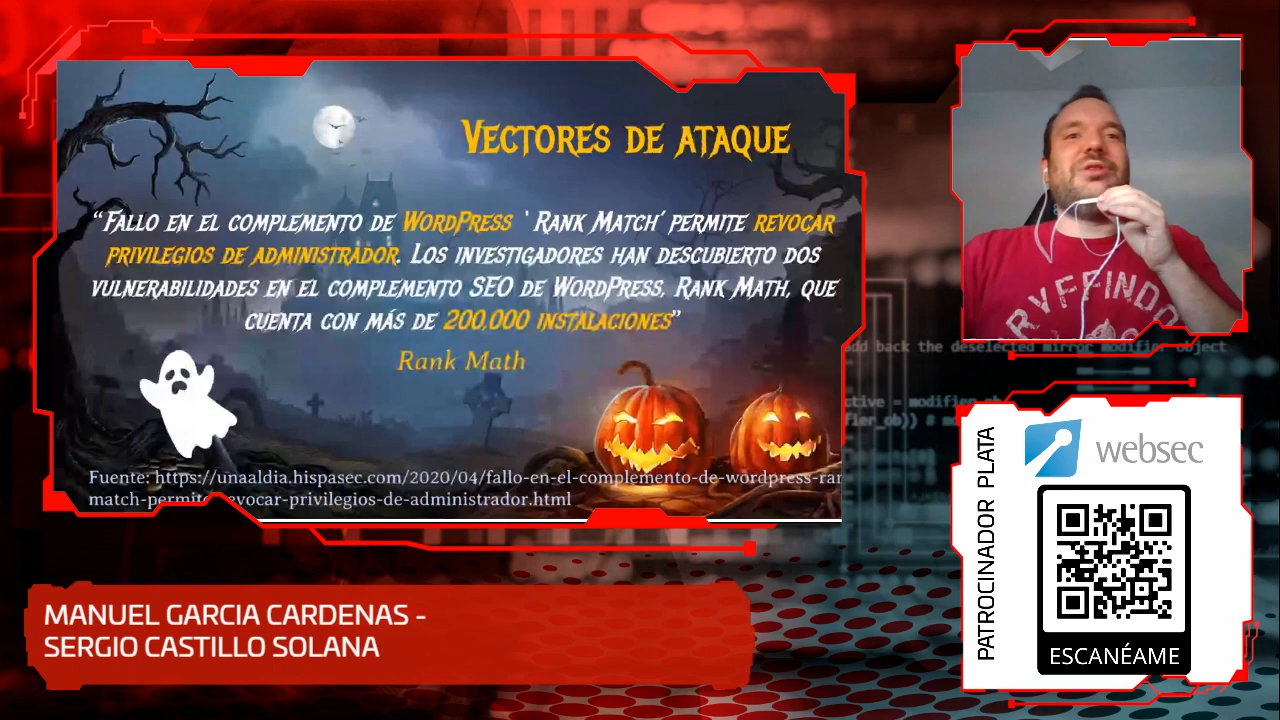 VECTORES DE ATAQUE
“FALLO EN EL COMPLEMENTO DE WORDPRESS ‘ RANK MATCH’ PERMITE REVOCAR
PRIVILEGIOS DE ADMINISTRADOR. LOS INVESTIGADORES HAN DESCUBIERTO DOS
VULNERABILIDADES EN EL COMPLEMENTO SEO DE WORDPRESS, RANK MATH, QUE
CUENTA CON MÁS DE 200,000 INSTALACIONES”
Rank Math
Fuente: https://unaaldia.hispasec.com/2020/04/fallo-en-el-complemento-de-wordpress-ran
match-permite-revocar-privilegios-de-administrador.html
GRYFFINDO
add back the deselected mirror modifier object
PATROCINADOR PLATA
websec
ESCANÉAME
MANUEL GARCIA CARDENAS -
SERGIO CASTILLO SOLANA